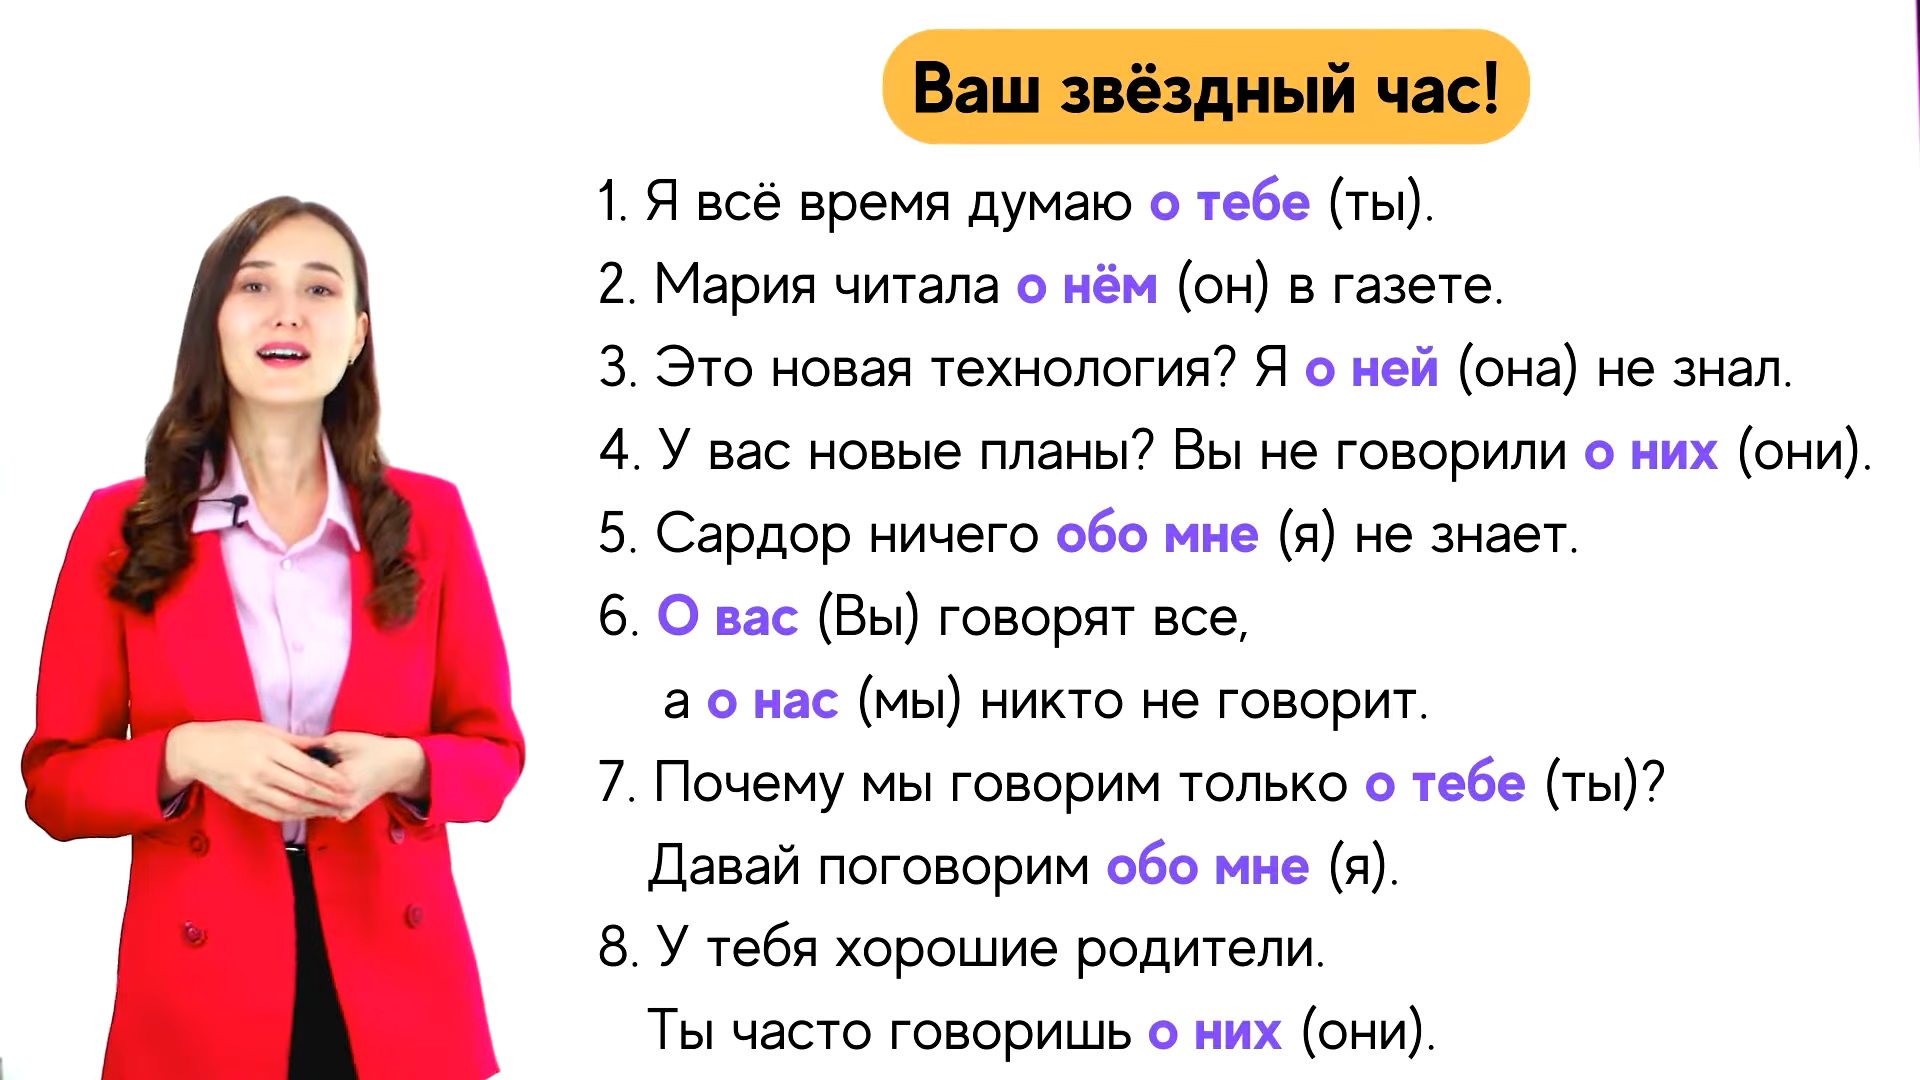 Ваш звёздный час!
1. Я всё время думаю о тебе (ты).
2. Мария читала о нём (он) в газете.
3. Это новая технология? Я о ней (она) не знал.
4. У вас новые планы? Вы не говорили о них (они).
5. Сардор ничего обо мне (я) не знает.
6. О вас (Вы) говорят все,
а о нас (мы) никто не говорит.
7. Почему мы говорим только о тебе (ты)?
Давай поговорим обо мне (я).
8. У тебя хорошие родители.
Ты часто говоришь о них (они).